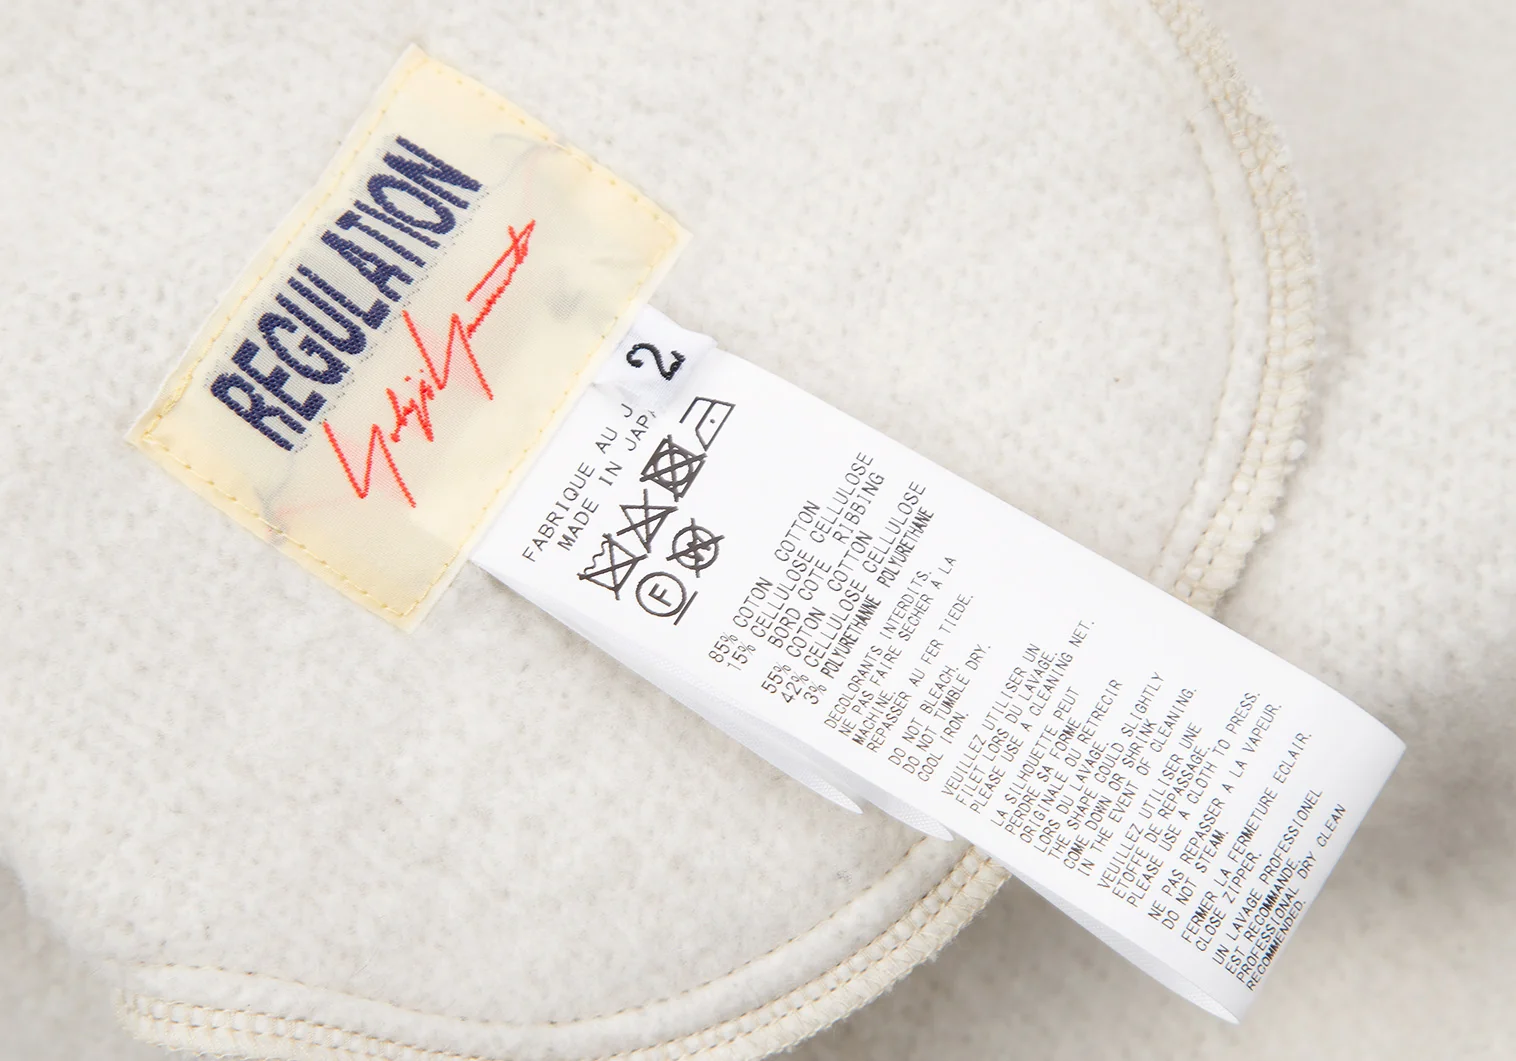 REGULATION
Yohji Yamamoto
2
FABRIQUE AU J
MADE IN JAPA
F
W
85% COTON COTTON
15% CELLULOSE CELLULOSE
BORD COTE RIBBING
55% COTON COTTON
42% CELLULOSE CELLULOSE
3% POLYURETHANNE POLYURETHANE
DECOLORANTS INTERDITS.
NE PAS FAIRE SECHER À LA
MACHINE.
REPASSER AU FER TIEDE.
DO NOT BLEACH.
DO NOT TUMBLE DRY.
COOL IRON.
VEUILLEZ UTILISER UN
FILET LORS DU LAVAGE.
PLEASE USE A CLEANING NET.
LA SILHOUETTE PEUT
PERDRE SA FORME
ORIGINALE OU RETRECIR
LORS DU LAVAGE.
THE SHAPE COULD SLIGHTLY
COME DOWN OR SHRINK
IN THE EVENT OF CLEANING.
VEUILLEZ UTILISER UNE
ETOFFE DE REPASSAGE.
PLEASE USE A CLOTH TO PRESS.
NE PAS REPASSER A LA VAPEUR.
DO NOT STEAM.
FERMER LA FERMETURE ECLAIR.
CLOSE ZIPPER.
UN LAVAGE PROFESSIONEL
EST RECOMMANDE.
PROFESSIONAL DRY CLEAN
RECOMMENDED.